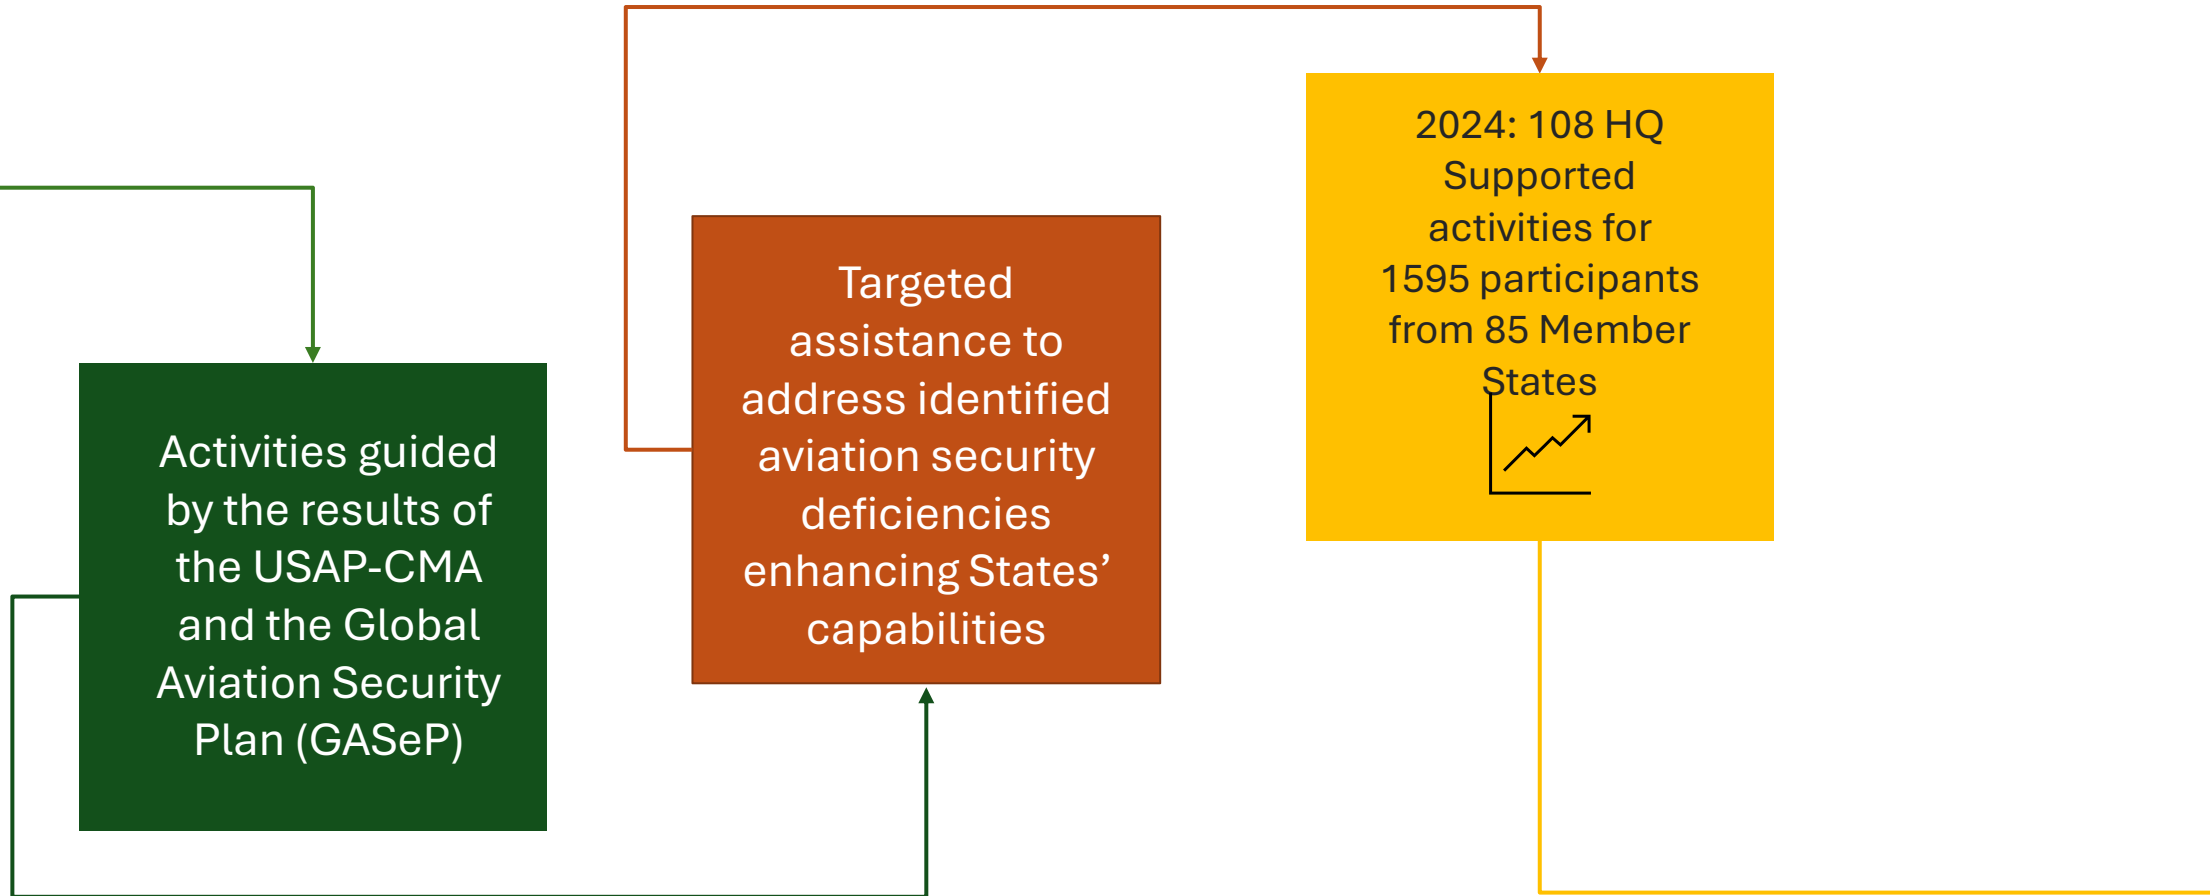 Activities guided
by the results of
the USAP-CMA
and the Global
Aviation Security
Plan (GASeP)
Targeted
assistance to
address identified
aviation security
deficiencies
enhancing States’
capabilities
2024: 108 HQ
Supported
activities for
1595 participants
from 85 Member
States